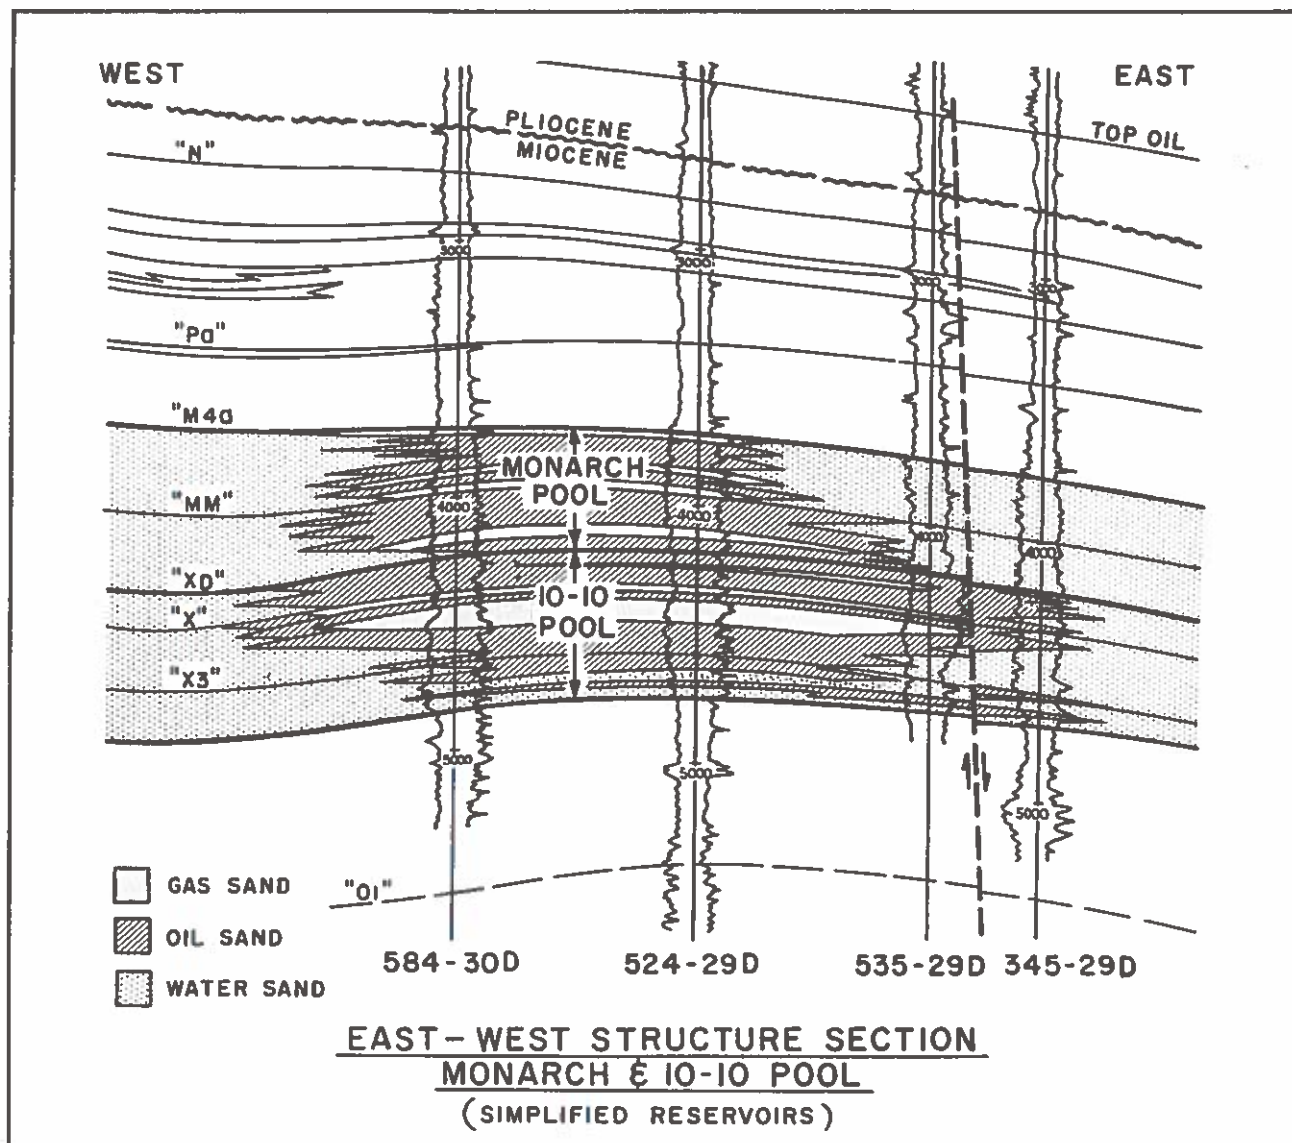 WEST
EAST
PLIOCENE
MIOCENE
TOP OIL
"N"
3000
3000
3000
3000
"Pa"
"M4a
MONARCH
POOL
"MM"
4000
4000
4000
4000
"XD"
"X"
10-10
POOL
"X3"
5000
5000
5000
"O1"
GAS SAND
OIL SAND
WATER SAND
584-30D
524-29D
535-29D
345-29D
EAST-WEST STRUCTURE SECTION
MONARCH & 10-10 POOL
(SIMPLIFIED RESERVOIRS)